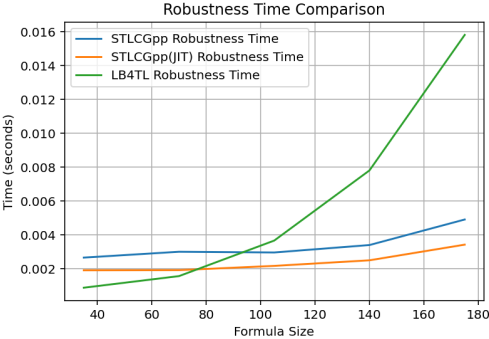 Robustness Time Comparison
STLCGpp Robustness Time
STLCGpp(JIT) Robustness Time
LB4TL Robustness Time
Time (seconds)
0.016
0.014
0.012
0.010
0.008
0.006
0.004
0.002
40 60 80 100 120 140 160 180
Formula Size